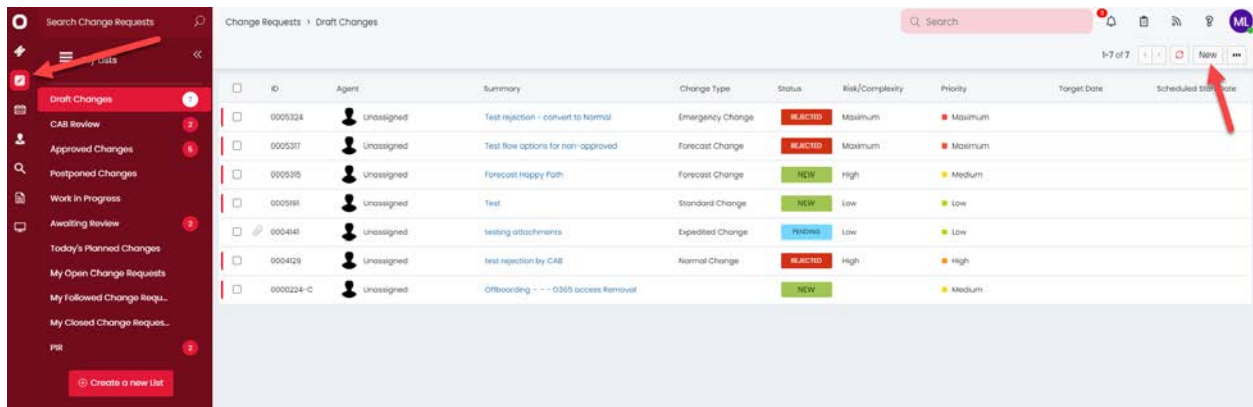 Search Change Requests
Change Requests > Draft Changes
Search
2
ML
Lists
1-7 of 7
New
Draft Changes 7
CAB Review 2
Approved Changes 5
Postponed Changes
Work in Progress
Awaiting Review 2
Today's Planned Changes
My Open Change Requests
My Followed Change Requ...
My Closed Change Reques...
PIR 2
Create a new List
ID Agent Summary Change Type Status Risk/Complexity Priority Target Date Scheduled Start Date
0005324 Unassigned Test rejection - convert to Normal Emergency Change REJECTED Maximum Maximum
0005317 Unassigned Test flow options for non-approved Forecast Change REJECTED Maximum Maximum
0005315 Unassigned Forecast Happy Path Forecast Change NEW High Medium
0005191 Unassigned Test Standard Change NEW Low Low
0004141 Unassigned testing attachments Expedited Change PENDING Low Low
0004129 Unassigned test rejection by CAB Normal Change REJECTED High High
0000224-C Unassigned Offboarding - - - O365 access Removal NEW Medium